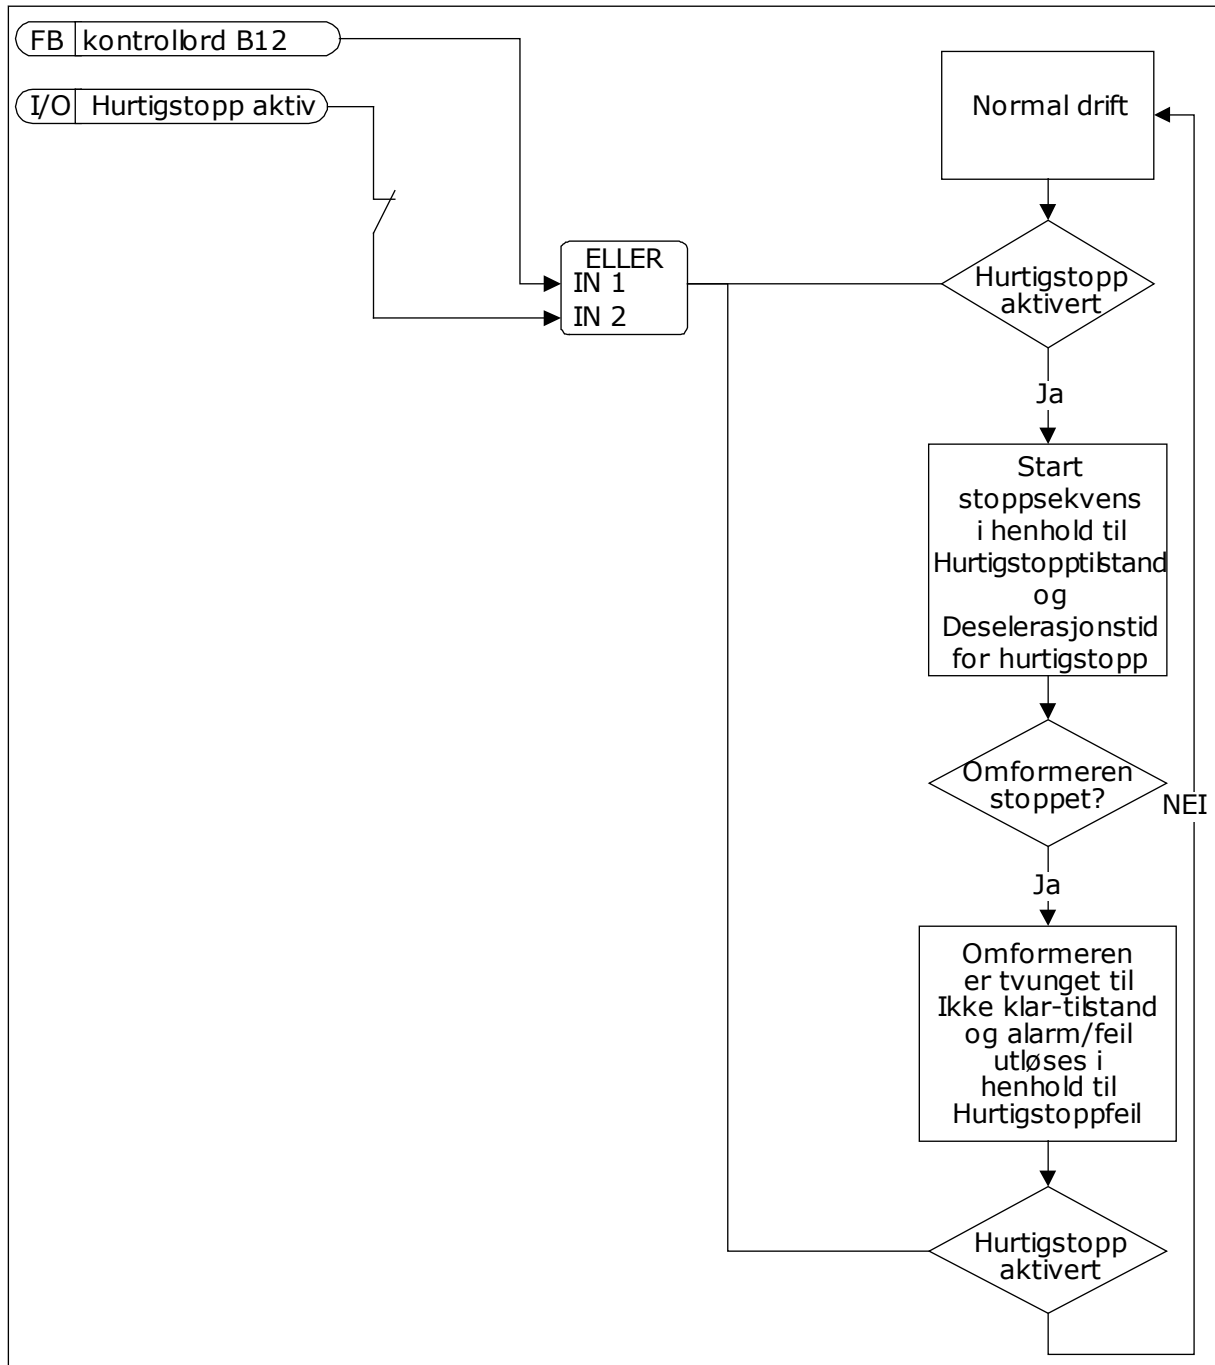 FB kontrollord B12
I/O Hurtigstopp aktiv
ELLER
IN 1
IN 2
Normal drift
Hurtigstopp
aktivert
Ja
Start
stoppsekvens
i henhold til
Hurtigstopptilstand
og
Deselerasjonstid
for hurtigstopp
Omformeren
stoppet?
NEI
Ja
Omformeren
er tvunget til
Ikke klar-tilstand
og alarm/feil
utløses i
henhold til
Hurtigstoppfeil
Hurtigstopp
aktivert